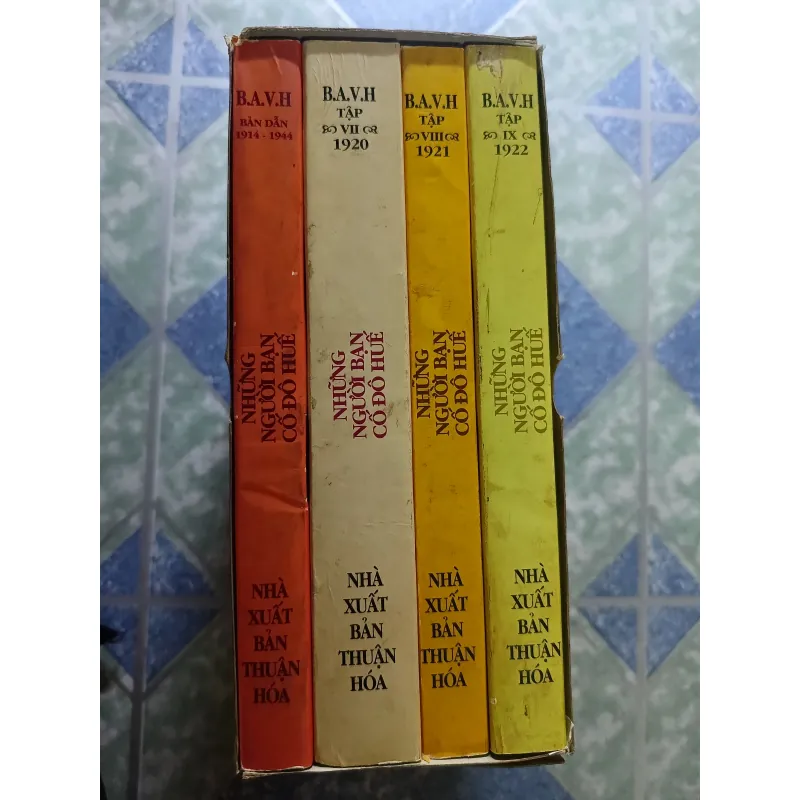 B.A.V.H
BẢN DẪN
1914 - 1944
NHỮNG
NGƯỜI BẠN
CỐ ĐÔ HUẾ
NHÀ
XUẤT
BẢN
THUẬN
HÓA
B.A.V.H
TẬP
VII
1920
NHỮNG
NGƯỜI BẠN
CỐ ĐÔ HUẾ
NHÀ
XUẤT
BẢN
THUẬN
HÓA
B.A.V.H
TẬP
VIII
1921
NHỮNG
NGƯỜI BẠN
CỐ ĐÔ HUẾ
NHÀ
XUẤT
BẢN
THUẬN
HÓA
B.A.V.H
TẬP
IX
1922
NHỮNG
NGƯỜI BẠN
CỐ ĐÔ HUẾ
NHÀ
XUẤT
BẢN
THUẬN
HÓA